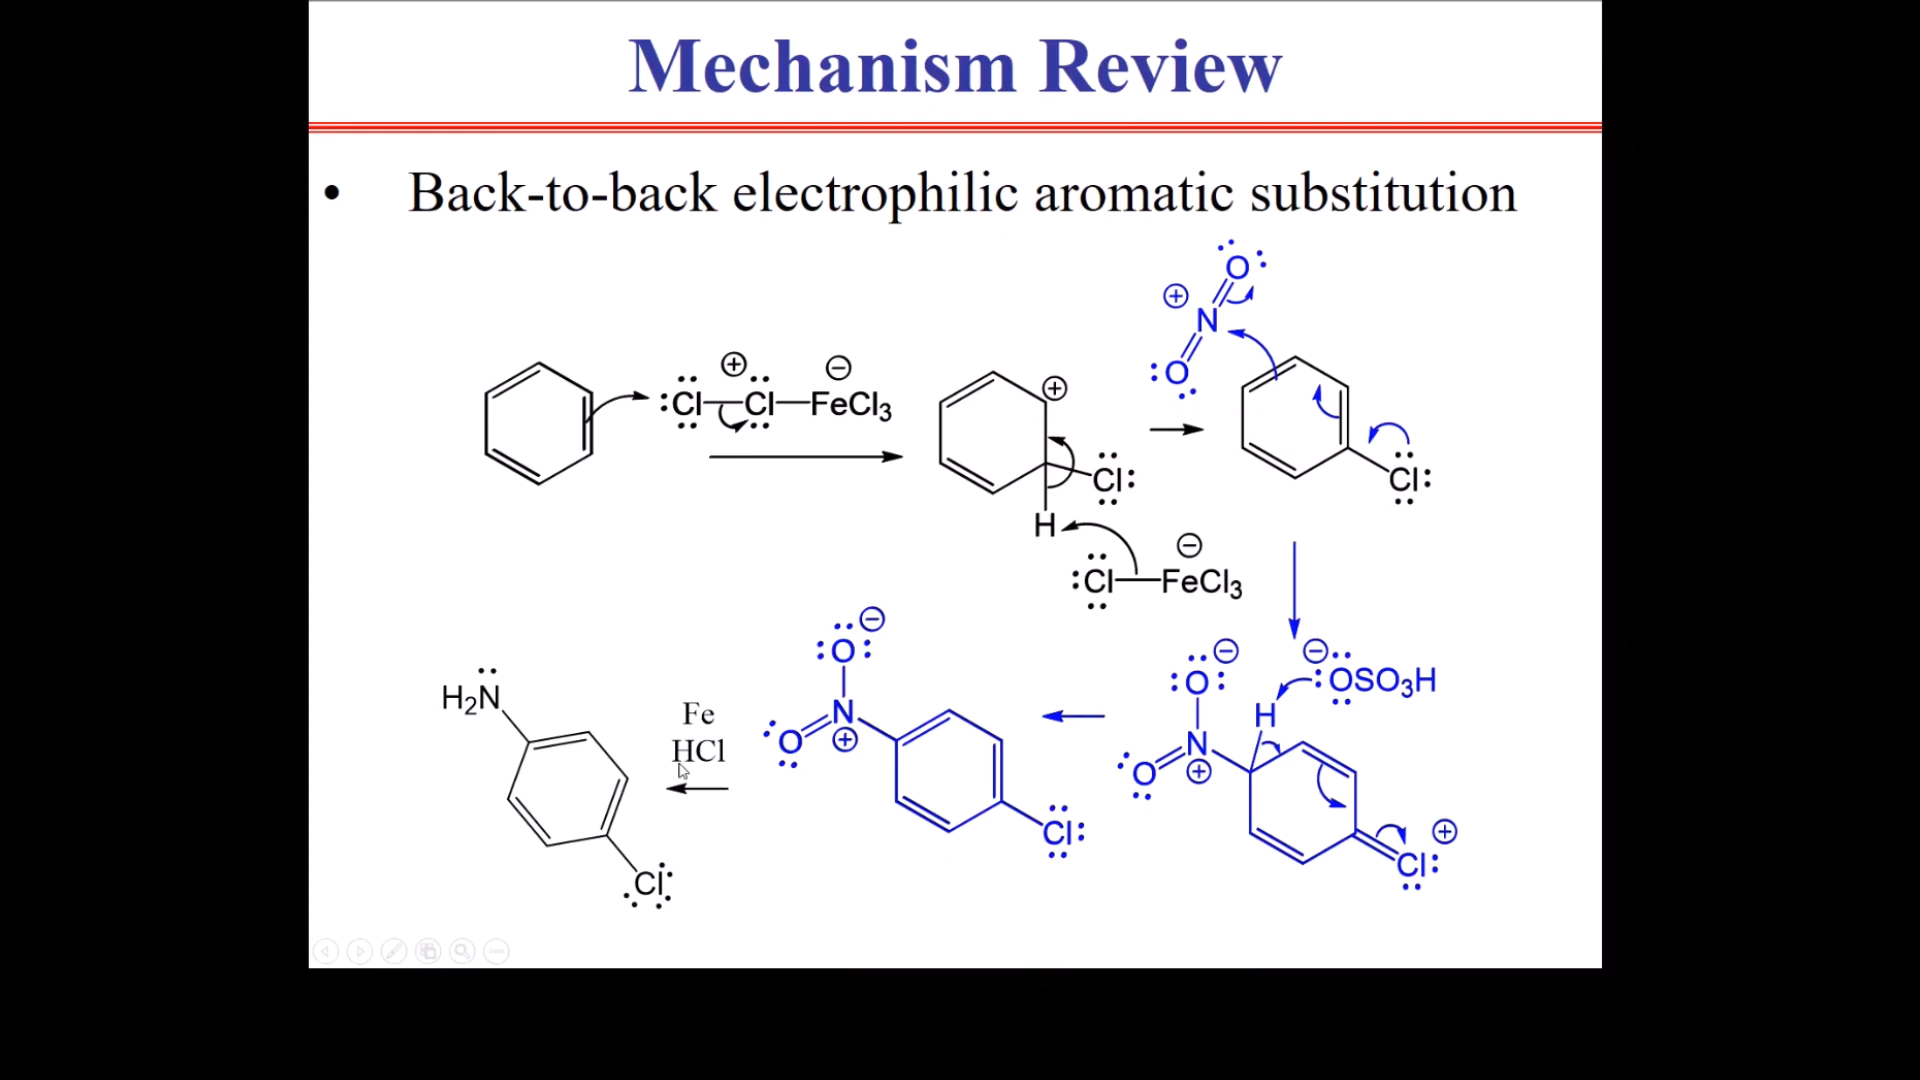 Mechanism Review
• Back-to-back electrophilic aromatic substitution
O
⊕
N
:O
⊕ ⊖
:Cl—Cl—FeCl₃
⊕
Cl:
H
Cl:
⊖
:Cl—FeCl₃
⊖
:O:
⊖
:OSO₃H
H
N
O
⊕
⊕
Cl:
⊖
:O:
N
O
⊕
Cl:
Fe
HCl
H₂N
Cl